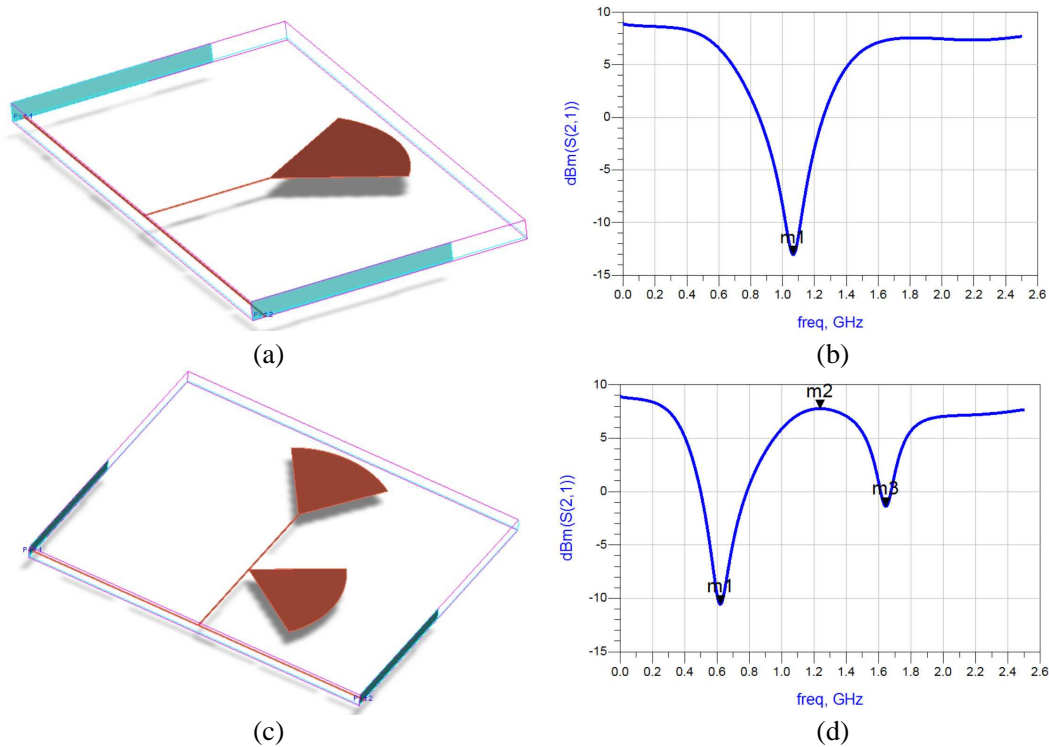 Port1
Port2
(a)
dBm(S(2,1))
10
5
0
-5
-10
-15
m1
0.0 0.2 0.4 0.6 0.8 1.0 1.2 1.4 1.6 1.8 2.0 2.2 2.4 2.6
freq, GHz
(b)
Port1
Port2
(c)
dBm(S(2,1))
10
5
0
-5
-10
-15
m2
m3
m1
0.0 0.2 0.4 0.6 0.8 1.0 1.2 1.4 1.6 1.8 2.0 2.2 2.4 2.6
freq, GHz
(d)